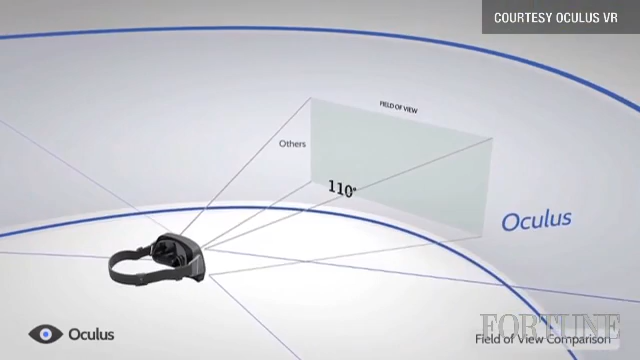 COURTESY OCULUS VR
FIELD OF VIEW
Others
110°
Oculus
Oculus
FORTUNE
Field of View Comparison